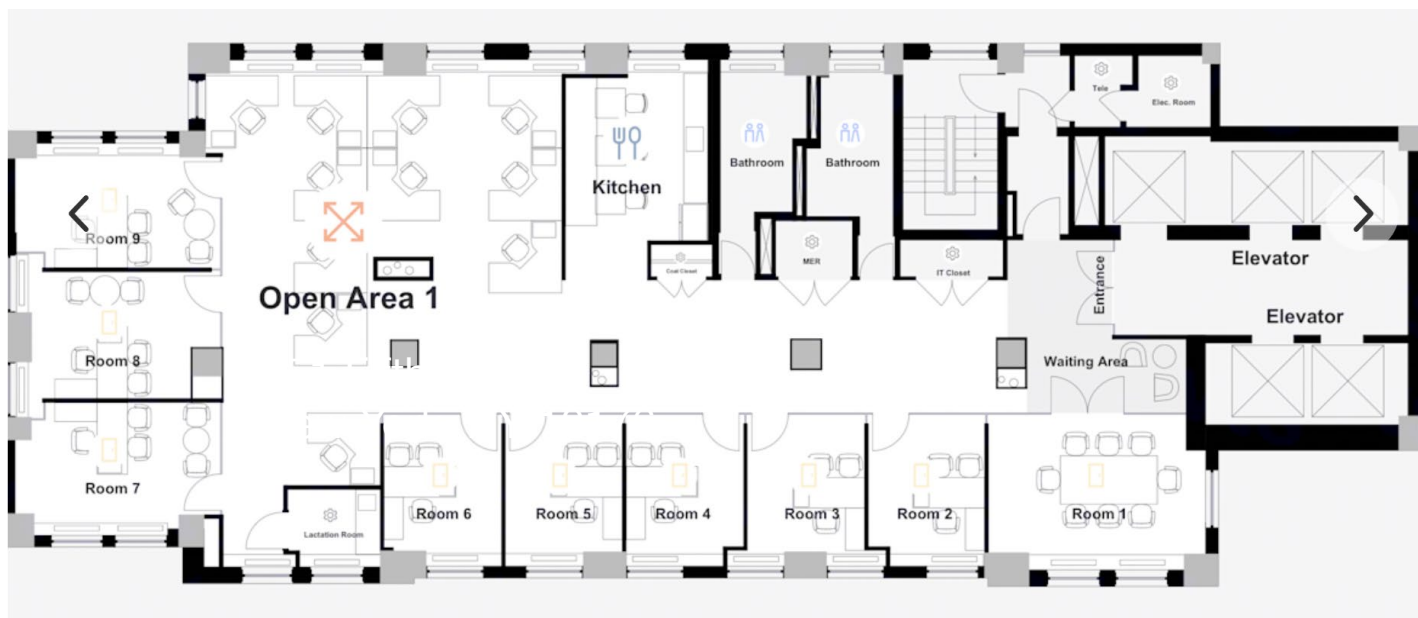 Tele
Elec. Room
Bathroom
Bathroom
Kitchen
Room 9
MER
Coat Closet
IT Closet
Elevator
Entrance
Open Area 1
Elevator
Room 8
Waiting Area
Room 7
Room 6
Room 5
Room 4
Room 3
Room 2
Room 1
Lactation Room